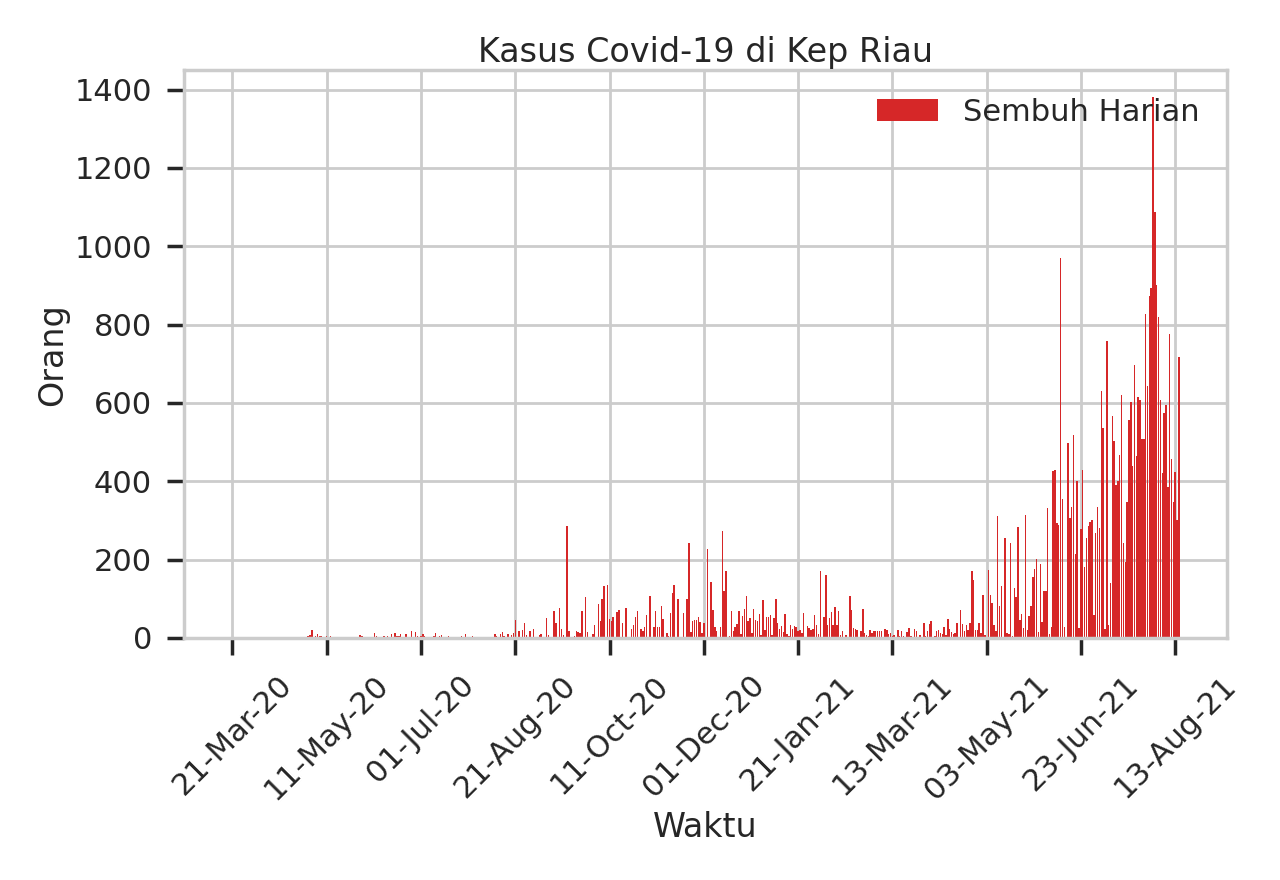 Kasus Covid-19 di Kep Riau
Sembuh Harian
Orang
1400
1200
1000
800
600
400
200
0
21-Mar-20
11-May-20
01-Jul-20
21-Aug-20
11-Oct-20
01-Dec-20
21-Jan-21
13-Mar-21
03-May-21
23-Jun-21
13-Aug-21
Waktu